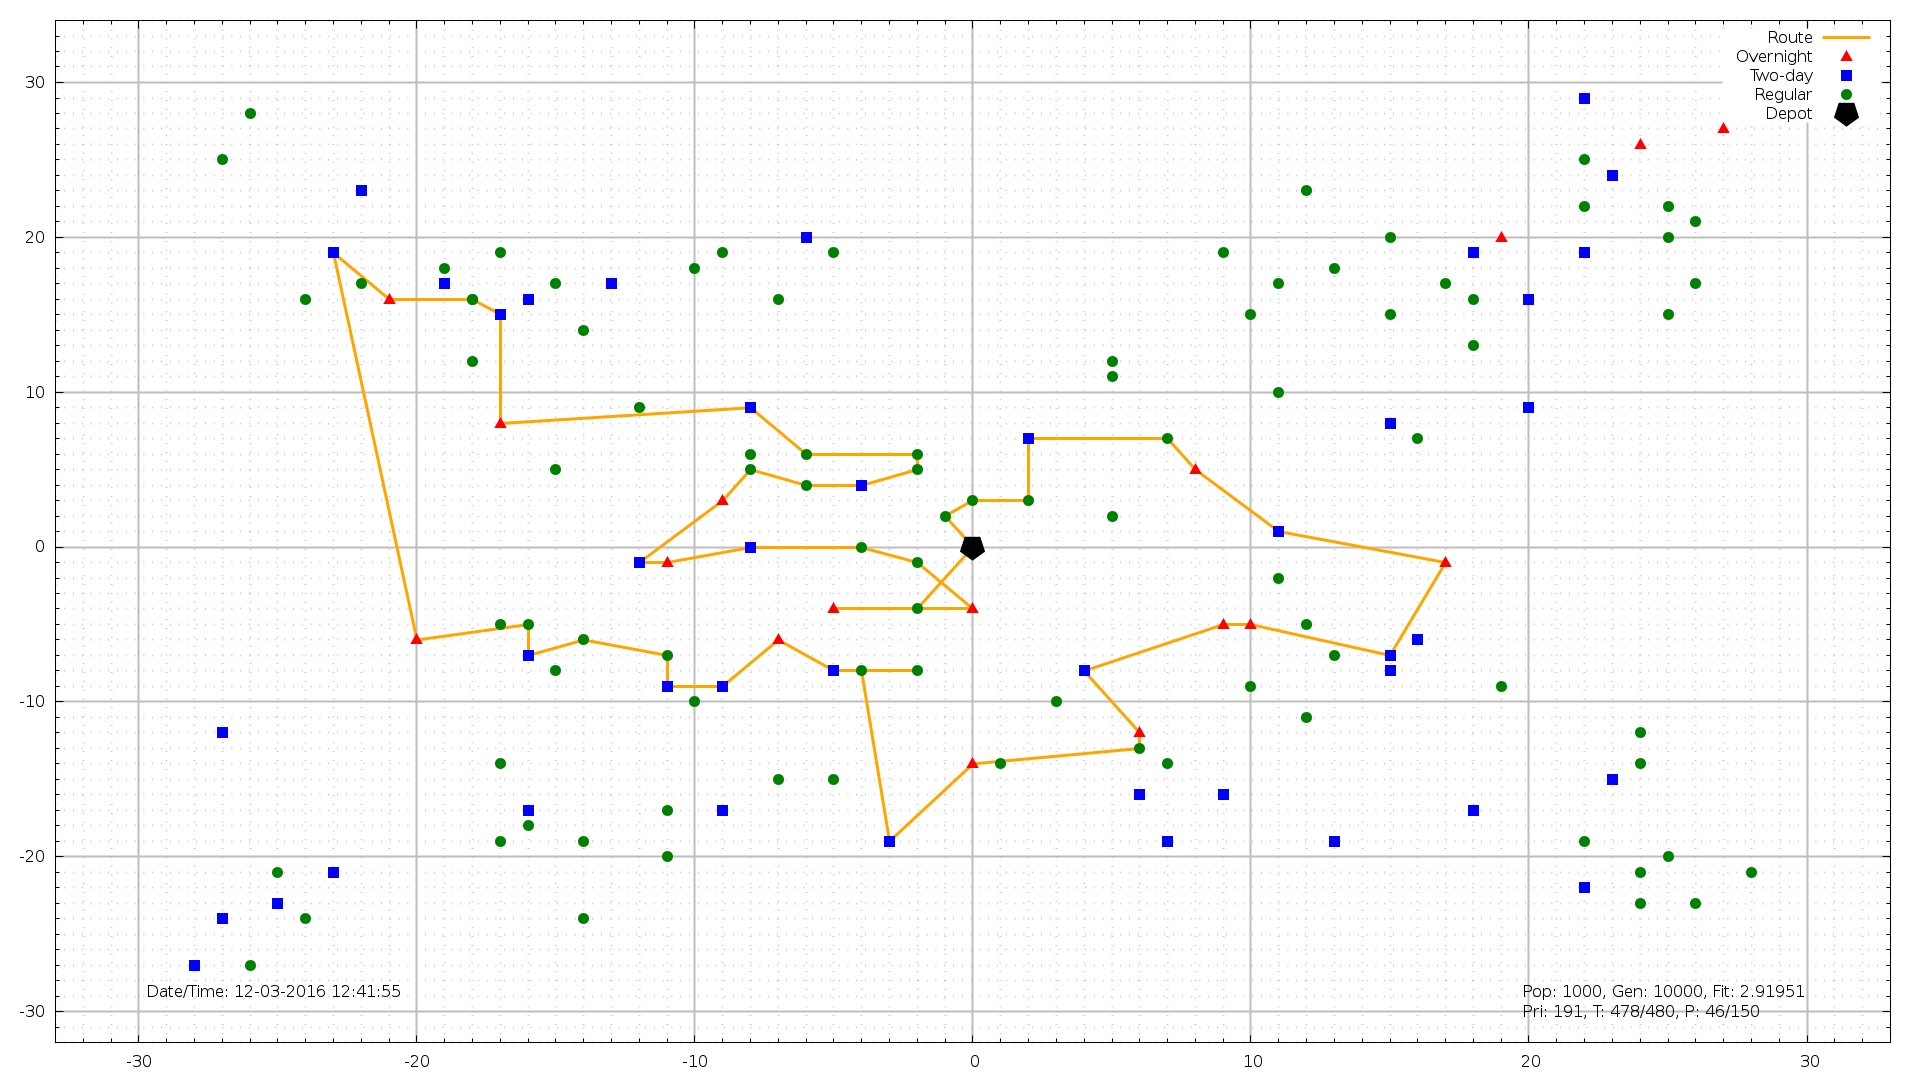 Route
Overnight
Two-day
Regular
Depot
30
20
10
0
-10
-20
-30
Date/Time: 12-03-2016 12:41:55
Pop: 1000, Gen: 10000, Fit: 2.91951
Pri: 191, T: 478/480, P: 46/150
-30 -20 -10 0 10 20 30